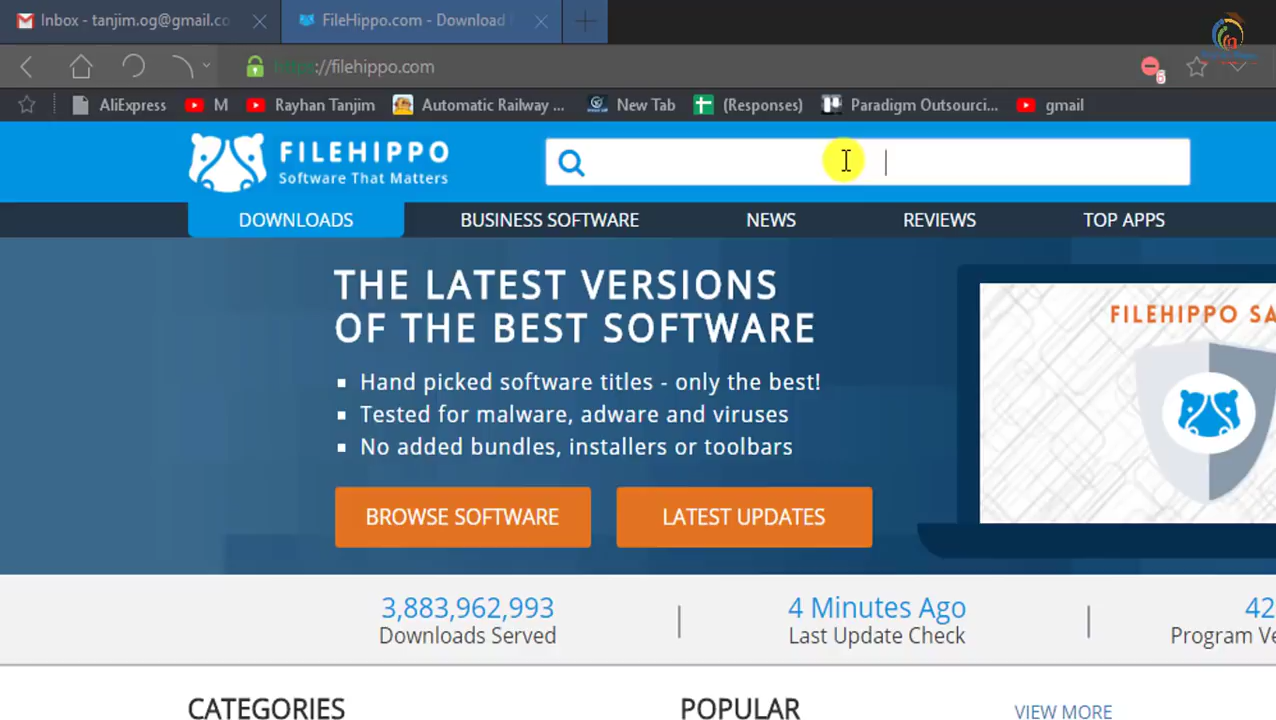 Inbox - tanjim.og@gmail.co
FileHippo.com - Download
https://filehippo.com
6
AliExpress
M
Rayhan Tanjim
Automatic Railway ...
New Tab
(Responses)
Paradigm Outsourci...
gmail
FILEHIPPO
Software That Matters
DOWNLOADS
BUSINESS SOFTWARE
NEWS
REVIEWS
TOP APPS
THE LATEST VERSIONS
OF THE BEST SOFTWARE
Hand picked software titles - only the best!
Tested for malware, adware and viruses
No added bundles, installers or toolbars
BROWSE SOFTWARE
LATEST UPDATES
FILEHIPPO SA
3,883,962,993
Downloads Served
4 Minutes Ago
Last Update Check
42
Program Ve
CATEGORIES
POPULAR
VIEW MORE